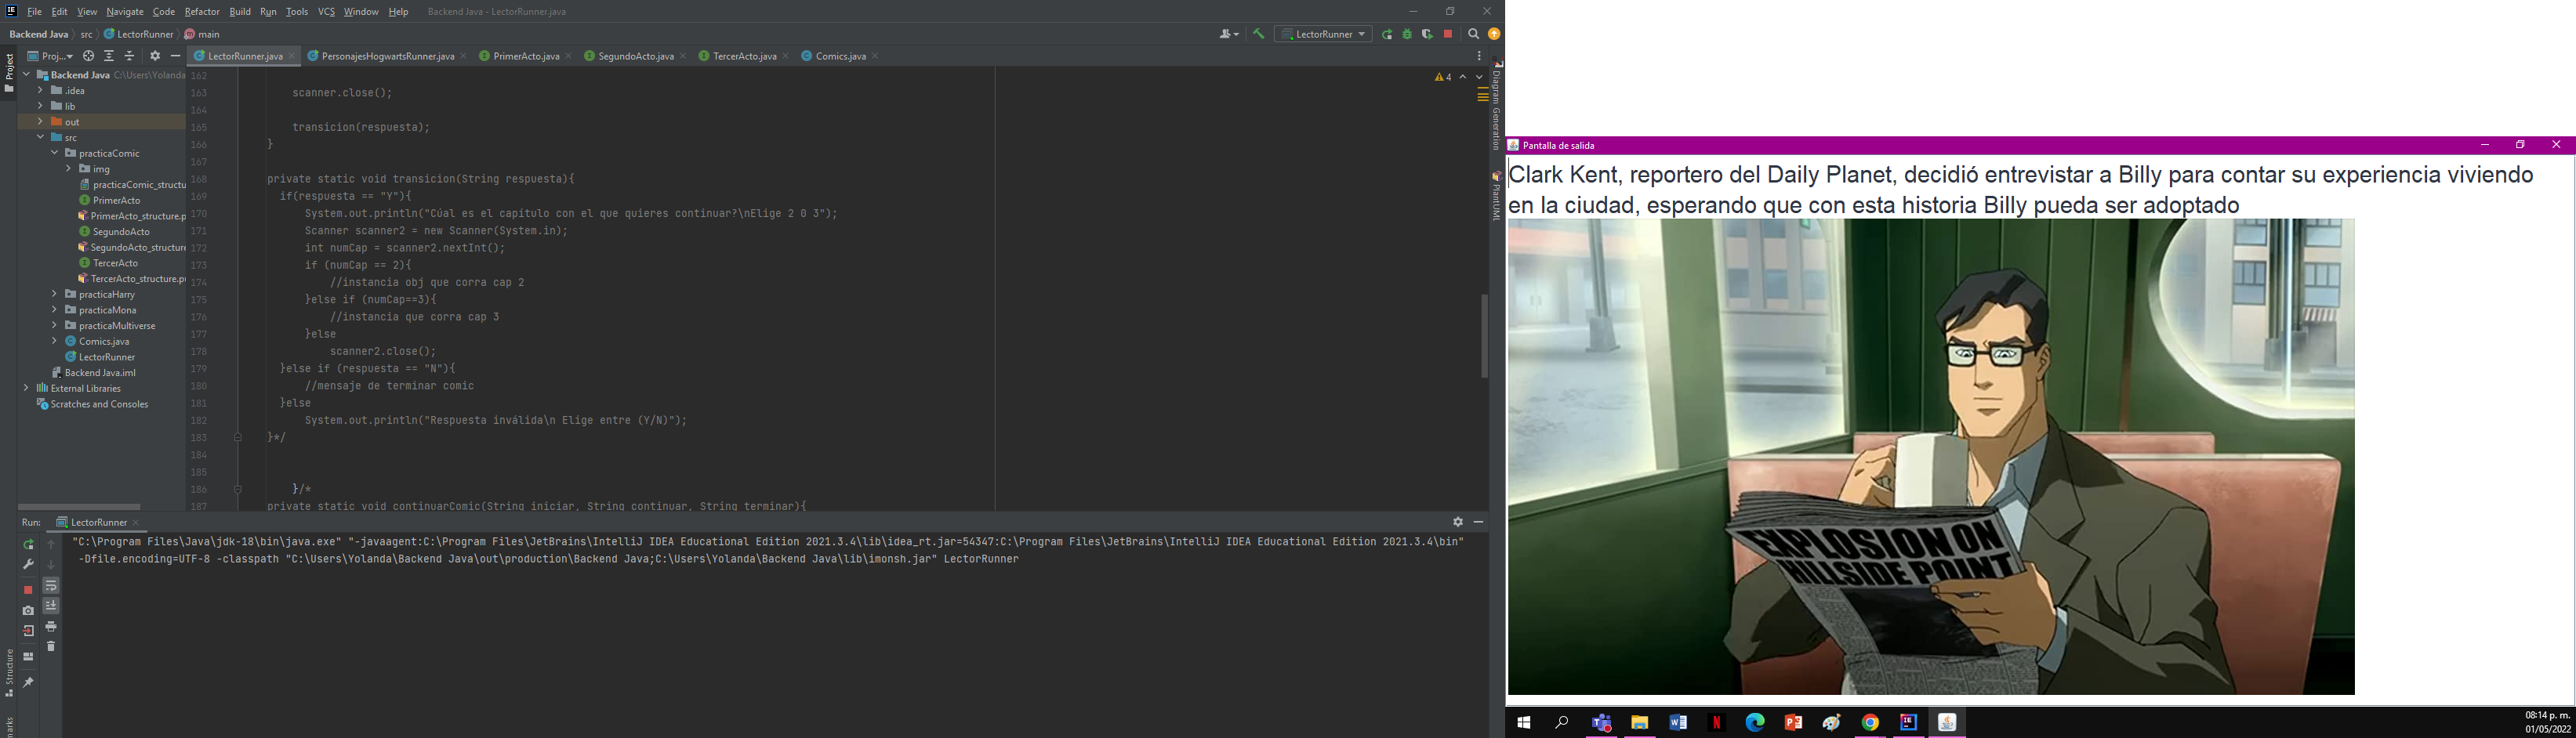 File Edit View Navigate Code Refactor Build Run Tools VCS Window Help Backend Java - LectorRunner.java
Backend Java src LectorRunner main
LectorRunner
Project
Proj...
LectorRunner.java PersonajesHogwartsRunner.java PrimerActo.java SegundoActo.java TercerActo.java Comics.java
Backend Java C:\Users\Yolanda
.idea
lib
out
src
practicaComic
img
practicaComic_structu
PrimerActo
PrimerActo_structure.p
SegundoActo
SegundoActo_structure
TercerActo
TercerActo_structure.pu
practicaHarry
practicaMona
practicaMultiverse
Comics.java
LectorRunner
Backend Java.iml
External Libraries
Scratches and Consoles
162
163 scanner.close();
164
165 transicion(respuesta);
166 }
167
168 private static void transicion(String respuesta){
169 if(respuesta == "Y"){
170 System.out.println("Cúal es el capítulo con el que quieres continuar?\nElige 2 0 3");
171 Scanner scanner2 = new Scanner(System.in);
172 int numCap = scanner2.nextInt();
173 if (numCap == 2){
174 //instancia obj que corra cap 2
175 }else if (numCap==3){
176 //instancia que corra cap 3
177 }else
178 scanner2.close();
179 }else if (respuesta == "N"){
180 //mensaje de terminar comic
181 }else
182 System.out.println("Respuesta inválida\n Elige entre (Y/N)");
183 }*/
184
185
186 }/*
187 private static void continuarComic(String iniciar, String continuar, String terminar){
4
Diagram Generation
PlantUML
Run: LectorRunner
"C:\Program Files\Java\jdk-18\bin\java.exe" "-javaagent:C:\Program Files\JetBrains\IntelliJ IDEA Educational Edition 2021.3.4\lib\idea_rt.jar=54347:C:\Program Files\JetBrains\IntelliJ IDEA Educational Edition 2021.3.4\bin"
-Dfile.encoding=UTF-8 -classpath "C:\Users\Yolanda\Backend Java\out\production\Backend Java;C:\Users\Yolanda\Backend Java\lib\imonsh.jar" LectorRunner
Structure
marks
Pantalla de salida
Clark Kent, reportero del Daily Planet, decidió entrevistar a Billy para contar su experiencia viviendo
en la ciudad, esperando que con esta historia Billy pueda ser adoptado
EXPLOSION ON
HILLSIDE POINT
08:14 p. m.
01/05/2022